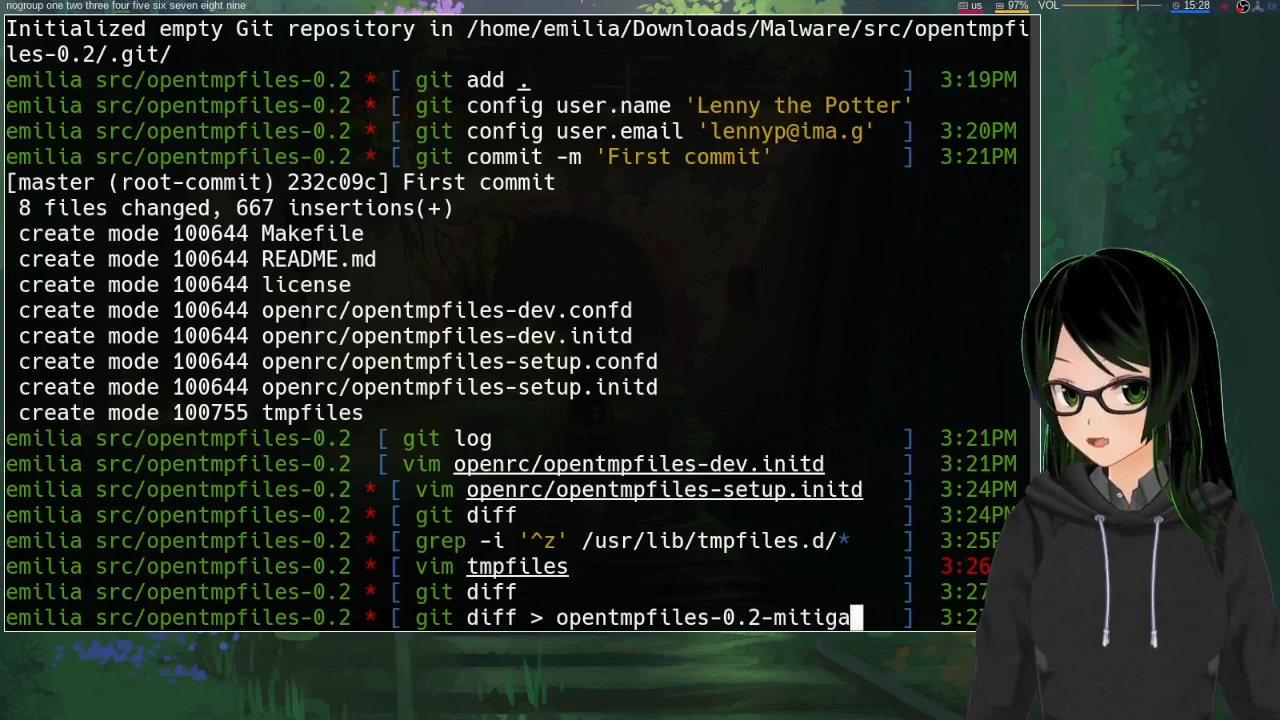 nogroup one two three four five six seven eight nine us 97% VOL 15:28
Initialized empty Git repository in /home/emilia/Downloads/Malware/src/opentmpfi
les-0.2/.git/
emilia src/opentmpfiles-0.2 * [ git add . ] 3:19PM
emilia src/opentmpfiles-0.2 * [ git config user.name 'Lenny the Potter'
emilia src/opentmpfiles-0.2 * [ git config user.email 'lennyp@ima.g' ] 3:20PM
emilia src/opentmpfiles-0.2 * [ git commit -m 'First commit' ] 3:21PM
[master (root-commit) 232c09c] First commit
8 files changed, 667 insertions(+)
create mode 100644 Makefile
create mode 100644 README.md
create mode 100644 license
create mode 100644 openrc/opentmpfiles-dev.confd
create mode 100644 openrc/opentmpfiles-dev.initd
create mode 100644 openrc/opentmpfiles-setup.confd
create mode 100644 openrc/opentmpfiles-setup.initd
create mode 100755 tmpfiles
emilia src/opentmpfiles-0.2 [ git log ] 3:21PM
emilia src/opentmpfiles-0.2 [ vim openrc/opentmpfiles-dev.initd ] 3:21PM
emilia src/opentmpfiles-0.2 * [ vim openrc/opentmpfiles-setup.initd ] 3:24PM
emilia src/opentmpfiles-0.2 * [ git diff ] 3:24PM
emilia src/opentmpfiles-0.2 * [ grep -i '^z' /usr/lib/tmpfiles.d/* ] 3:25P
emilia src/opentmpfiles-0.2 * [ vim tmpfiles ] 3:26
emilia src/opentmpfiles-0.2 * [ git diff ] 3:27
emilia src/opentmpfiles-0.2 * [ git diff > opentmpfiles-0.2-mitiga ] 3:2